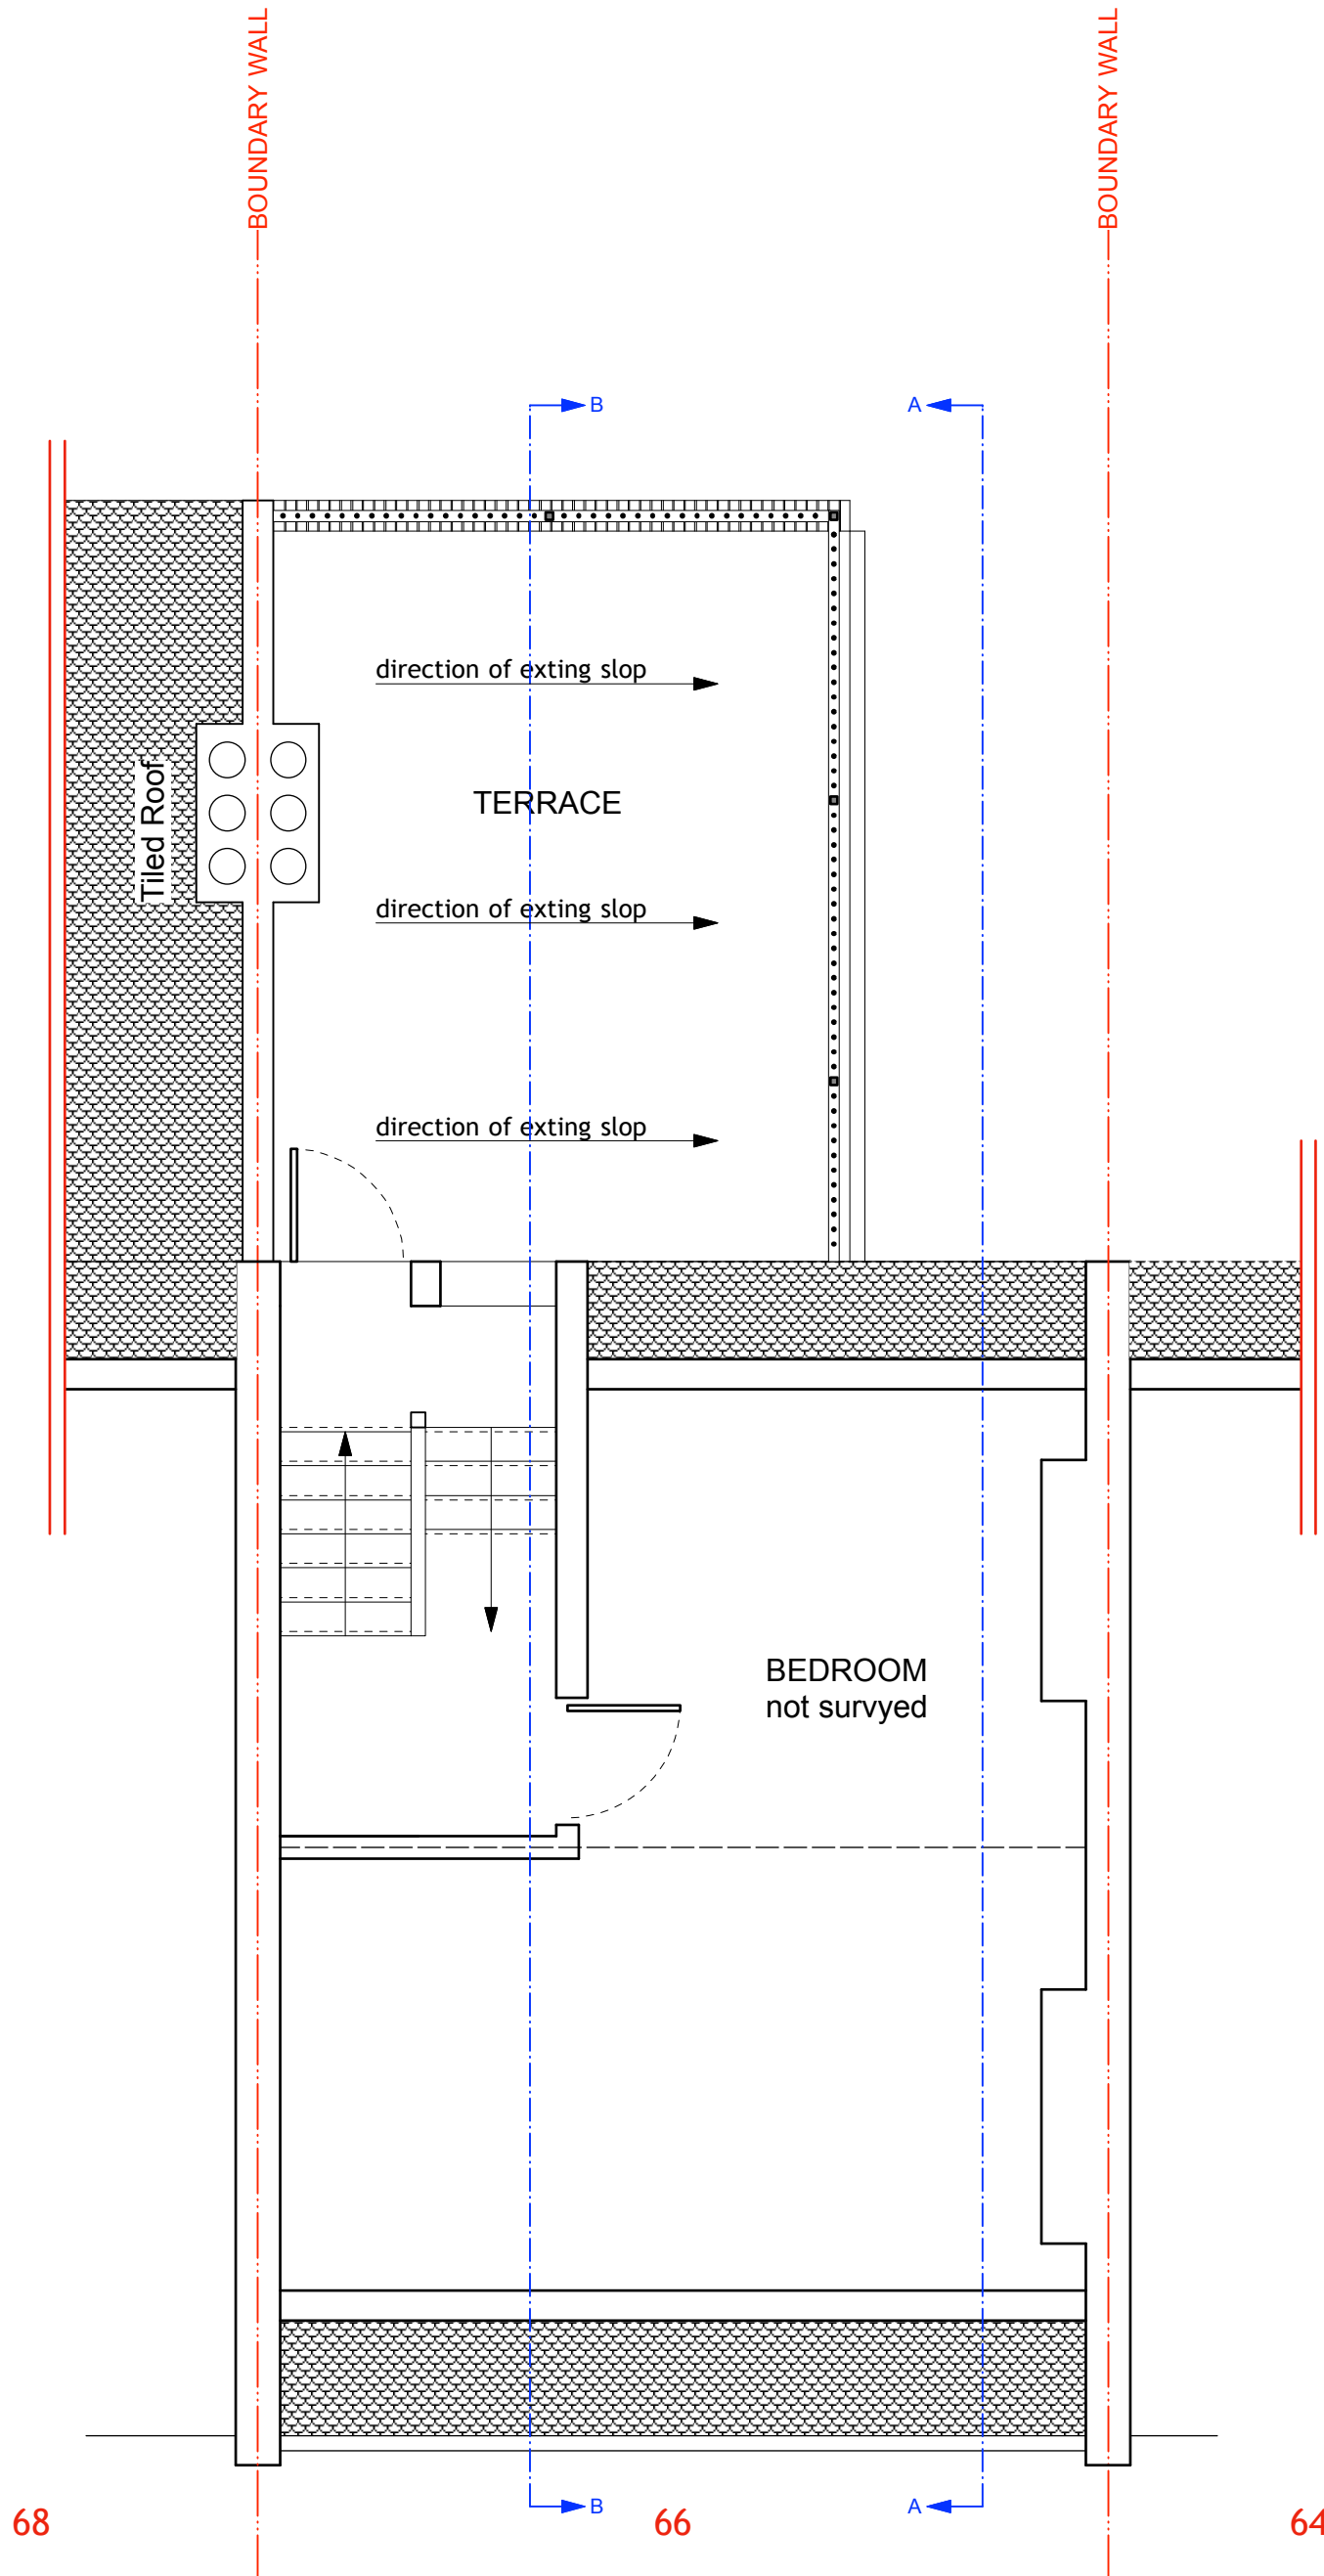 BOUNDARY WALL
BOUNDARY WALL
B
A
direction of exting slop
Tiled Roof
TERRACE
direction of exting slop
direction of exting slop
BEDROOM
not survyed
B
A
68
66
64